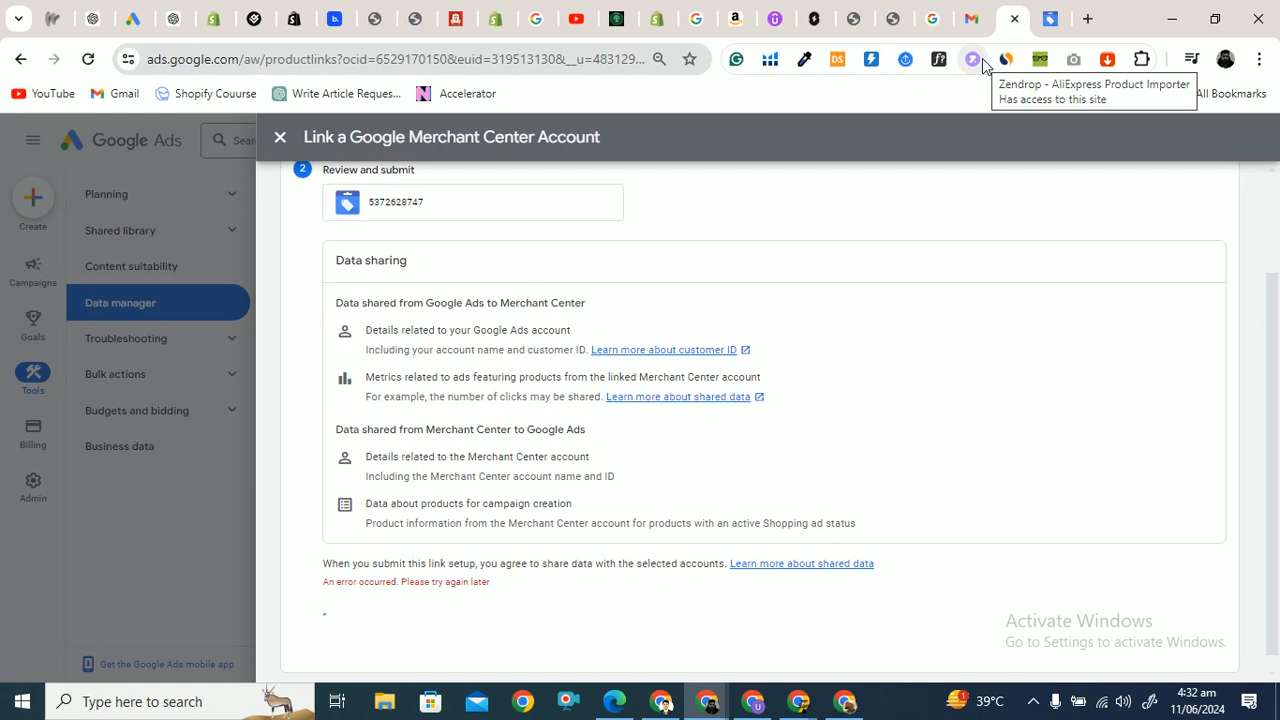 ads.google.com/aw/productlinks?ocid=6529170150&euid=319543130&__u=483129...
Zendrop - AliExpress Product Importer
Has access to this site
YouTube
Gmail
Shopify Course
Write Article Reques...
Accelerator
All Bookmarks
Google Ads
Sear
Link a Google Merchant Center Account
Create
Campaigns
Goals
Tools
Billing
Admin
Planning
Shared library
Content suitability
Data manager
Troubleshooting
Bulk actions
Budgets and bidding
Business data
Get the Google Ads mobile app
2
Review and submit
5372628747
Data sharing
Data shared from Google Ads to Merchant Center
Details related to your Google Ads account
Including your account name and customer ID. Learn more about customer ID
Metrics related to ads featuring products from the linked Merchant Center account
For example, the number of clicks may be shared. Learn more about shared data
Data shared from Merchant Center to Google Ads
Details related to the Merchant Center account
Including the Merchant Center account name and ID
Data about products for campaign creation
Product information from the Merchant Center account for products with an active Shopping ad status
When you submit this link setup, you agree to share data with the selected accounts. Learn more about shared data
An error occurred. Please try again later
Activate Windows
Go to Settings to activate Windows.
Type here to search
39°C
4:32 am
11/06/2024